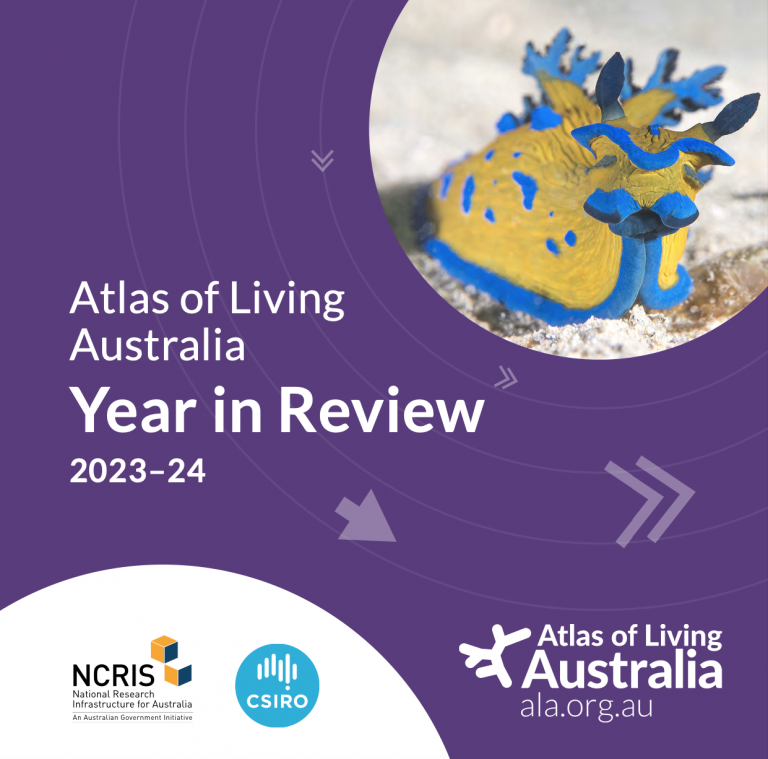 Atlas of Living
Australia
Year in Review
2023–24
NCRIS
National Research
Infrastructure for Australia
An Australian Government Initiative
CSIRO
Atlas of Living
Australia
ala.org.au